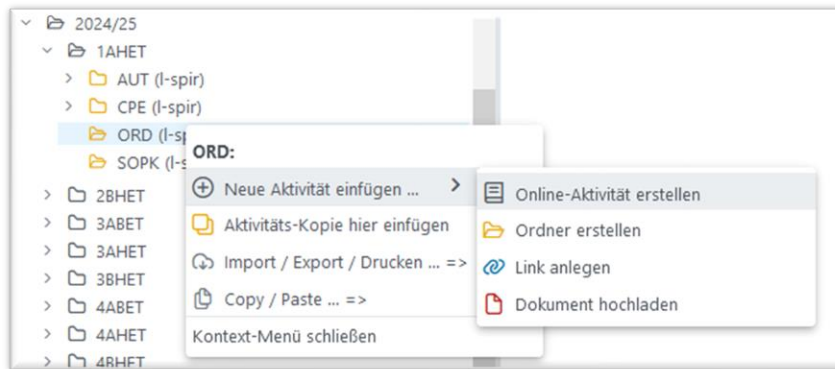 2024/25
1AHET
AUT (l-spir)
CPE (l-spir)
ORD
SOPK
2BHET
3ABET
3AHET
3BHET
4ABET
4AHET
4BHET
ORD:
Neue Aktivität einfügen ...
Aktivitäts-Kopie hier einfügen
Import / Export / Drucken ... =>
Copy / Paste ... =>
Kontext-Menü schließen
Online-Aktivität erstellen
Ordner erstellen
Link anlegen
Dokument hochladen